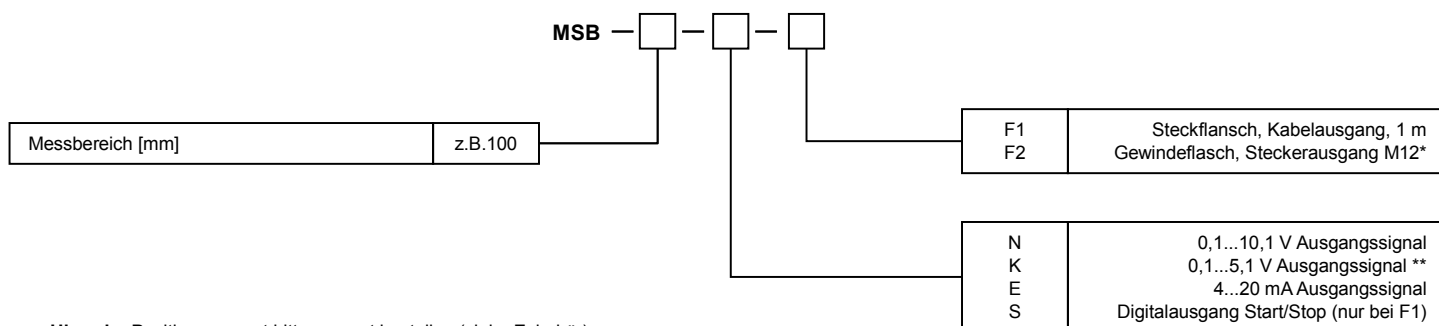 MSB
Messbereich [mm] z.B.100
F1 Steckflansch, Kabelausgang, 1 m
F2 Gewindeflasch, Steckerausgang M12*
N 0,1...10,1 V Ausgangssignal
K 0,1...5,1 V Ausgangssignal **
E 4...20 mA Ausgangssignal
S Digitalausgang Start/Stop (nur bei F1)